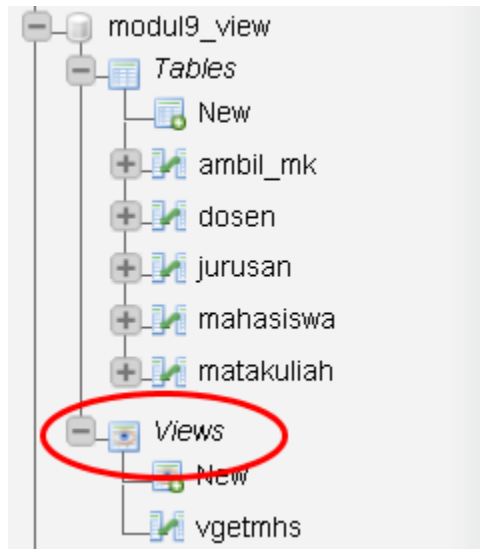 modul9_view
Tables
New
ambil_mk
dosen
jurusan
mahasiswa
matakuliah
Views
New
vgetmhs